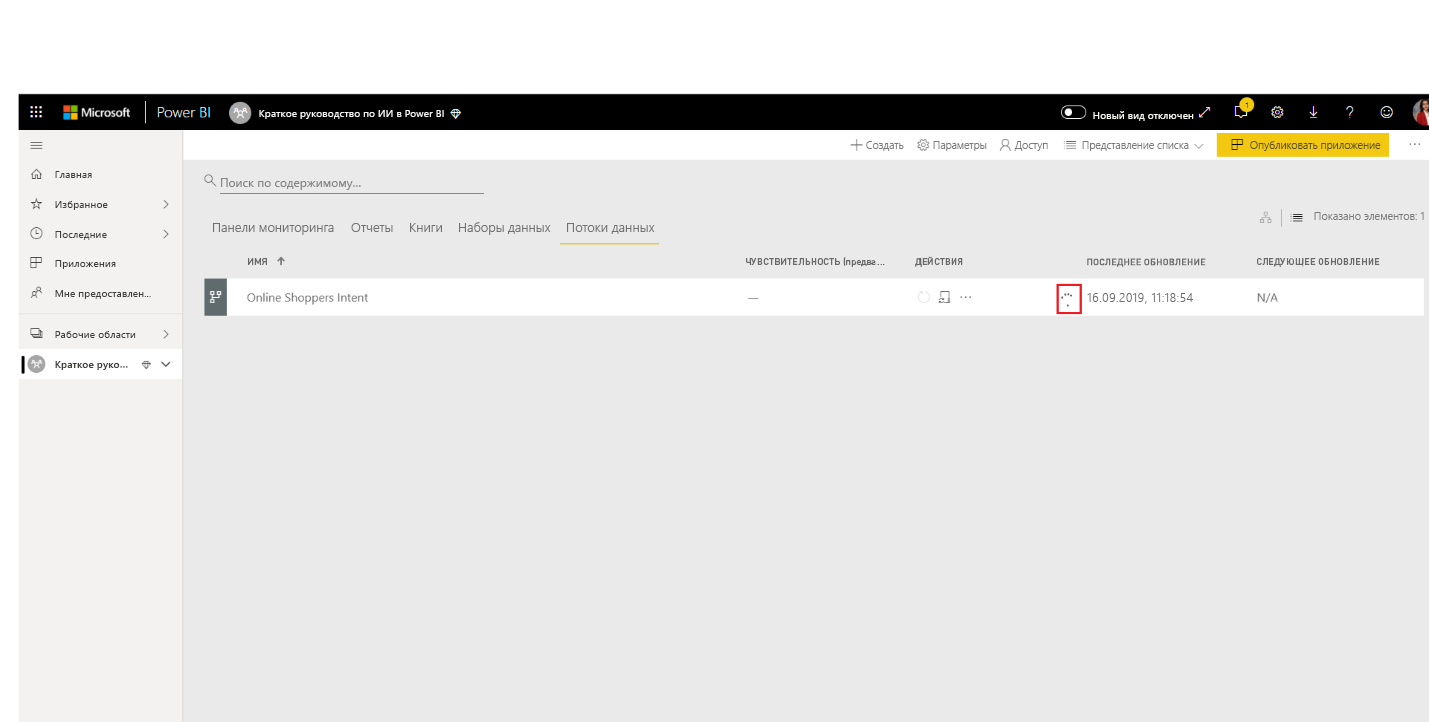 Microsoft Power BI Краткое руководство по ИИ в Power BI Новый вид отключен 1 ?
Создать Параметры Доступ Представление списка Опубликовать приложение ...
Главная
Избранное
Последние
Приложения
Мне предоставлен...
Рабочие области
Краткое руко...
Поиск по содержимому...
Показано элементов: 1
Панели мониторинга Отчеты Книги Наборы данных Потоки данных
ИМЯ ЧУВСТВИТЕЛЬНОСТЬ (предва... ДЕЙСТВИЯ ПОСЛЕДНЕЕ ОБНОВЛЕНИЕ СЛЕДУЮЩЕЕ ОБНОВЛЕНИЕ
Online Shoppers Intent — ... 16.09.2019, 11:18:54 N/A